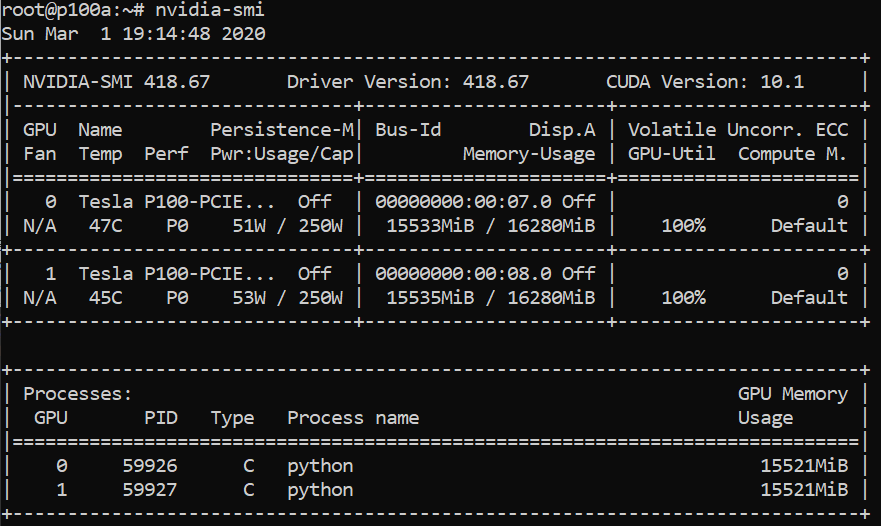 root@p100a:~# nvidia-smi
Sun Mar  1 19:14:48 2020
+-----------------------------------------------------------------------------+
| NVIDIA-SMI 418.67       Driver Version: 418.67       CUDA Version: 10.1     |
|-------------------------------+----------------------+----------------------+
| GPU  Name        Persistence-M| Bus-Id        Disp.A | Volatile Uncorr. ECC |
| Fan  Temp  Perf  Pwr:Usage/Cap|         Memory-Usage | GPU-Util  Compute M. |
|===============================+======================+======================|
|   0  Tesla P100-PCIE...  Off  | 00000000:00:07.0 Off |                    0 |
| N/A   47C    P0    51W / 250W |  15533MiB / 16280MiB |    100%      Default |
+-------------------------------+----------------------+----------------------+
|   1  Tesla P100-PCIE...  Off  | 00000000:00:08.0 Off |                    0 |
| N/A   45C    P0    53W / 250W |  15535MiB / 16280MiB |    100%      Default |
+-------------------------------+----------------------+----------------------+
+-----------------------------------------------------------------------------+
| Processes:                                                       GPU Memory |
|  GPU       PID   Type   Process name                             Usage      |
|=============================================================================|
|    0     59926      C   python                                     15521MiB |
|    1     59927      C   python                                     15521MiB |
+-----------------------------------------------------------------------------+